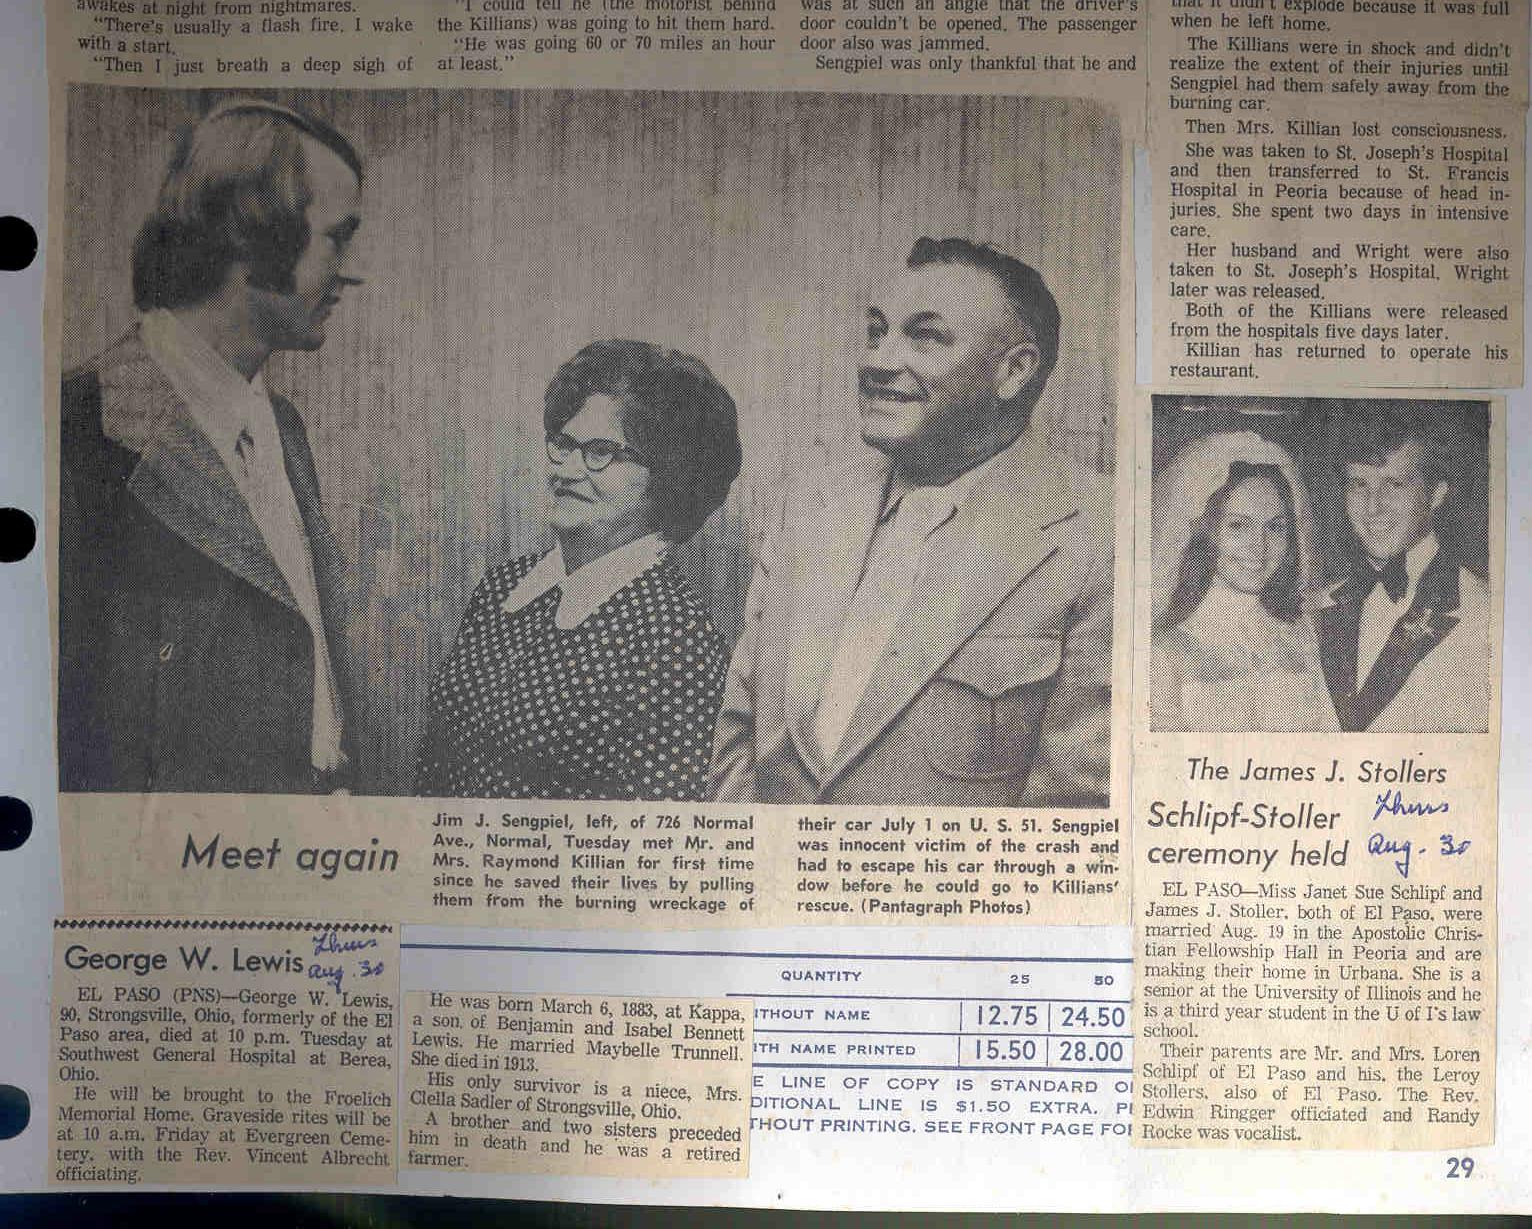 awakes at night from nightmares.
"There's usually a flash fire. I wake
with a start.
"Then I just breath a deep sigh of
"I could tell he (the motorist behind
the Killians) was going to hit them hard.
"He was going 60 or 70 miles an hour
at least."
was at such an angle that the driver's
door couldn't be opened. The passenger
door also was jammed.
Sengpiel was only thankful that he and
that it didn't explode because it was full
when he left home.
The Killians were in shock and didn't
realize the extent of their injuries until
Sengpiel had them safely away from the
burning car.
Then Mrs. Killian lost consciousness.
She was taken to St. Joseph's Hospital
and then transferred to St. Francis
Hospital in Peoria because of head in-
juries. She spent two days in intensive
care.
Her husband and Wright were also
taken to St. Joseph's Hospital. Wright
later was released.
Both of the Killians were released
from the hospitals five days later.
Killian has returned to operate his
restaurant.
Meet again
Jim J. Sengpiel, left, of 726 Normal
Ave., Normal, Tuesday met Mr. and
Mrs. Raymond Killian for first time
since he saved their lives by pulling
them from the burning wreckage of
their car July 1 on U. S. 51. Sengpiel
was innocent victim of the crash and
had to escape his car through a win-
dow before he could go to Killians'
rescue. (Pantagraph Photos)
The James J. Stollers
Schlipf-Stoller
ceremony held
Thurs
Aug. 30
EL PASO—Miss Janet Sue Schlipf and
James J. Stoller, both of El Paso, were
married Aug. 19 in the Apostolic Chris-
tian Fellowship Hall in Peoria and are
making their home in Urbana. She is a
senior at the University of Illinois and he
is a third year student in the U of I's law
school.
Their parents are Mr. and Mrs. Loren
Schlipf of El Paso and his, the Leroy
Stollers, also of El Paso. The Rev.
Edwin Ringger officiated and Randy
Rocke was vocalist.
George W. Lewis
Thurs
Aug. 30
EL PASO (PNS)—George W. Lewis,
90, Strongsville, Ohio, formerly of the El
Paso area, died at 10 p.m. Tuesday at
Southwest General Hospital at Berea,
Ohio.
He will be brought to the Froelich
Memorial Home. Graveside rites will be
at 10 a.m. Friday at Evergreen Ceme-
tery, with the Rev. Vincent Albrecht
officiating.
He was born March 6, 1883, at Kappa,
a son of Benjamin and Isabel Bennett
Lewis. He married Maybelle Trunnell.
She died in 1913.
His only survivor is a niece, Mrs.
Clella Sadler of Strongsville, Ohio.
A brother and two sisters preceded
him in death and he was a retired
farmer.
QUANTITY 25 50
ITHOUT NAME 12.75 24.50
ITH NAME PRINTED 15.50 28.00
E LINE OF COPY IS STANDARD O
DITIONAL LINE IS $1.50 EXTRA. P
THOUT PRINTING. SEE FRONT PAGE FO
29